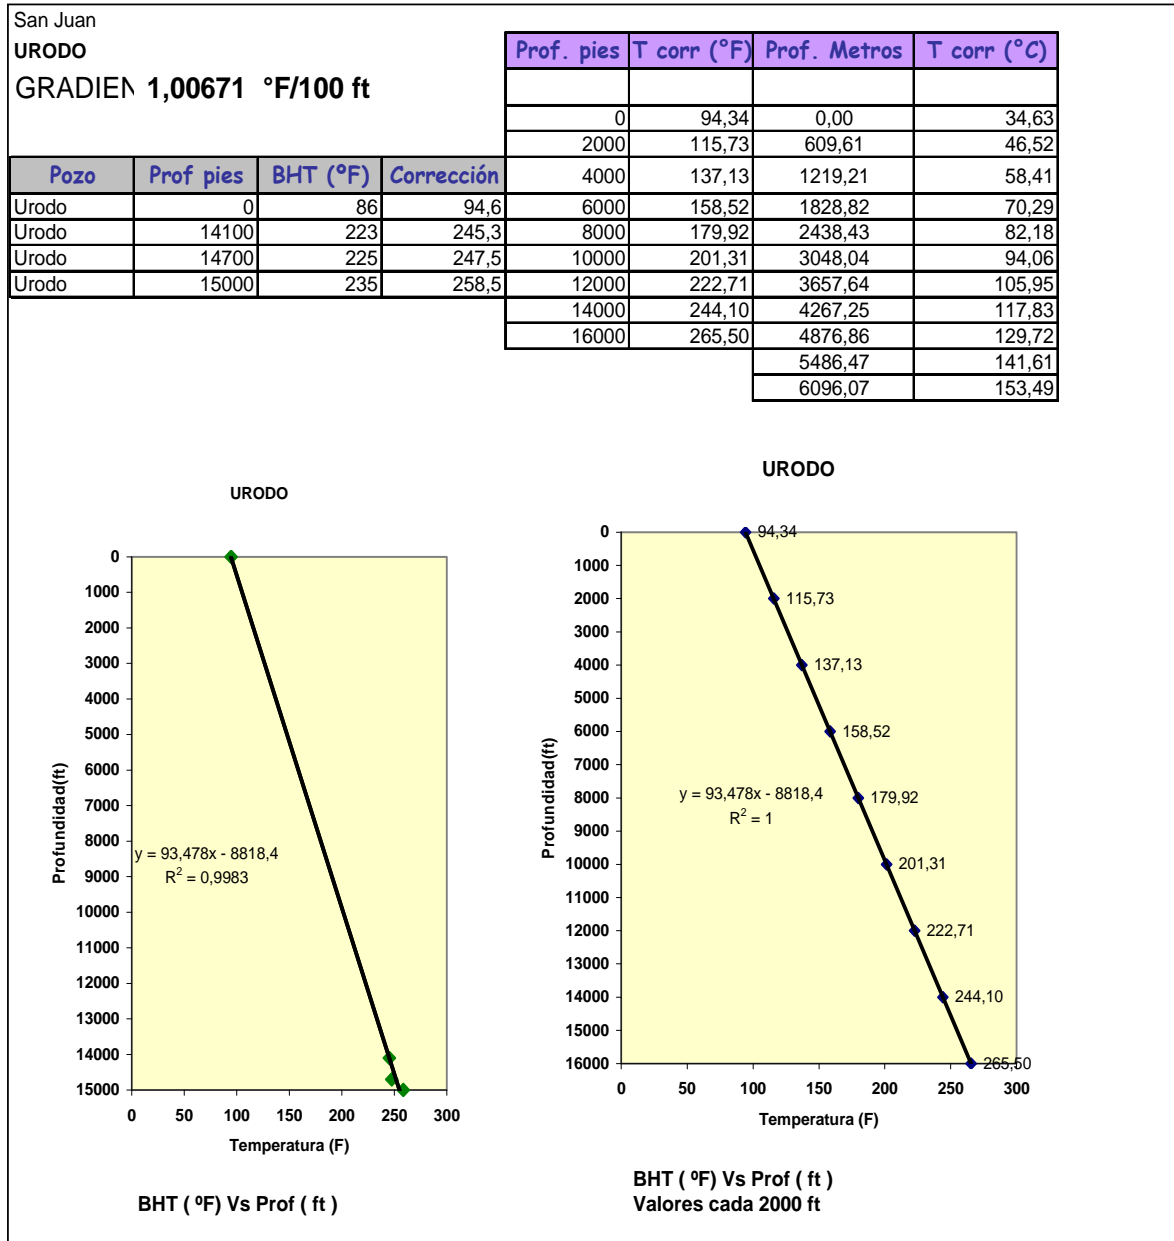 San Juan
URODO
GRADIEN 1,00671 °F/100 ft
Pozo Prof pies BHT (ºF) Corrección
Urodo 0 86 94,6
Urodo 14100 223 245,3
Urodo 14700 225 247,5
Urodo 15000 235 258,5
Prof. pies T corr (°F) Prof. Metros T corr (°C)
0 94,34 0,00 34,63
2000 115,73 609,61 46,52
4000 137,13 1219,21 58,41
6000 158,52 1828,82 70,29
8000 179,92 2438,43 82,18
10000 201,31 3048,04 94,06
12000 222,71 3657,64 105,95
14000 244,10 4267,25 117,83
16000 265,50 4876,86 129,72
5486,47 141,61
6096,07 153,49
URODO
Profundidad(ft)
0
1000
2000
3000
4000
5000
6000
7000
8000
9000
10000
11000
12000
13000
14000
15000
y = 93,478x - 8818,4
R² = 0,9983
0 50 100 150 200 250 300
Temperatura (F)
BHT ( ºF) Vs Prof ( ft )
URODO
Profundidad(ft)
0
1000
2000
3000
4000
5000
6000
7000
8000
9000
10000
11000
12000
13000
14000
15000
16000
94,34
115,73
137,13
158,52
179,92
201,31
222,71
244,10
265,50
y = 93,478x - 8818,4
R² = 1
0 50 100 150 200 250 300
Temperatura (F)
BHT ( ºF) Vs Prof ( ft )
Valores cada 2000 ft